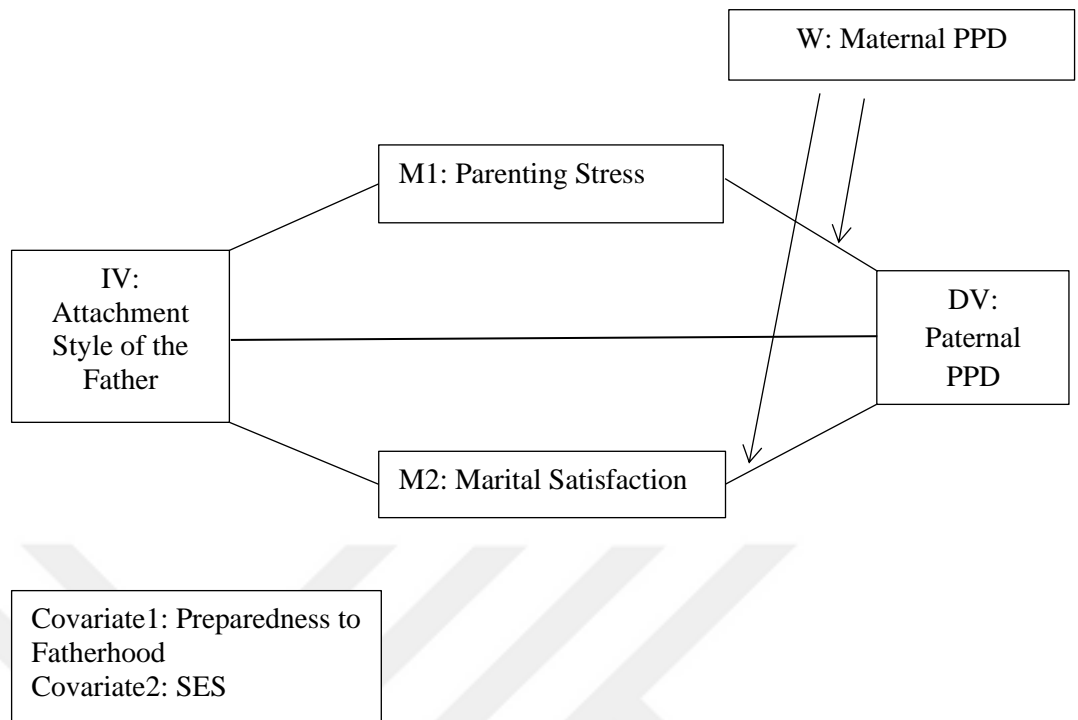 W: Maternal PPD
M1: Parenting Stress
IV:
Attachment
Style of the
Father
DV:
Paternal
PPD
M2: Marital Satisfaction
Covariate1: Preparedness to
Fatherhood
Covariate2: SES